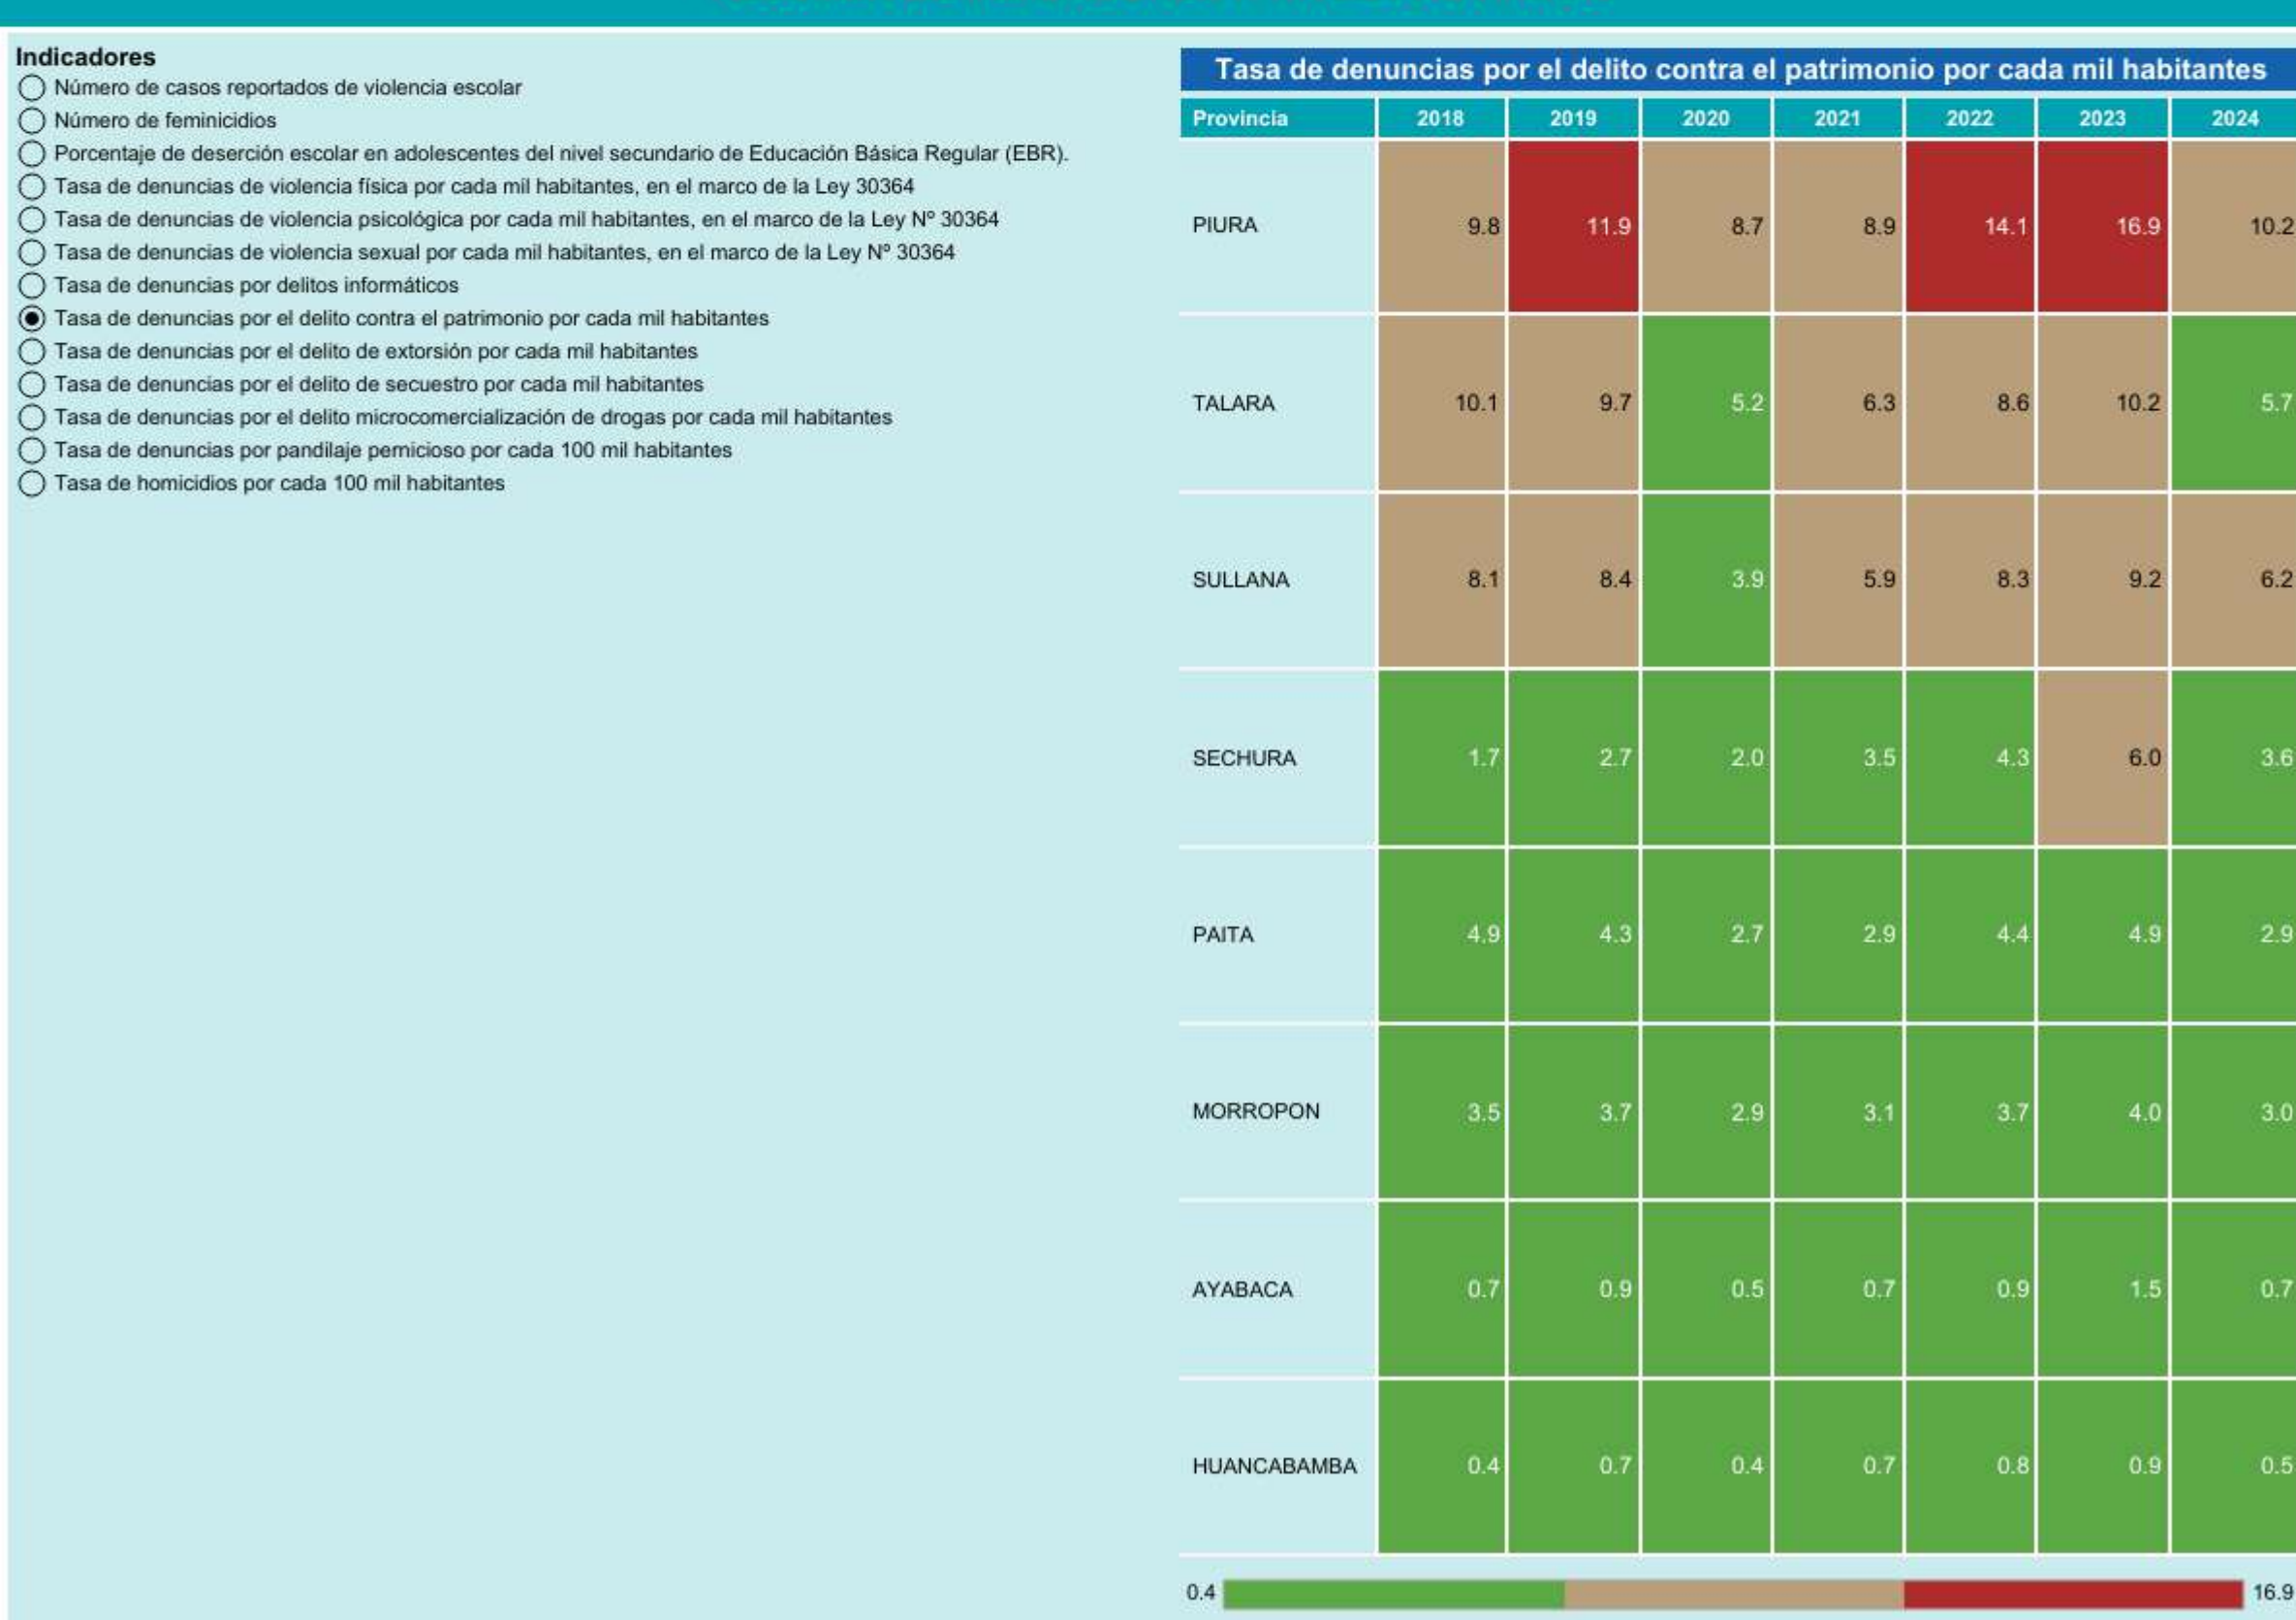 Indicadores
Número de casos reportados de violencia escolar
Número de feminicidios
Porcentaje de deserción escolar en adolescentes del nivel secundario de Educación Básica Regular (EBR).
Tasa de denuncias de violencia física por cada mil habitantes, en el marco de la Ley 30364
Tasa de denuncias de violencia psicológica por cada mil habitantes, en el marco de la Ley Nº 30364
Tasa de denuncias de violencia sexual por cada mil habitantes, en el marco de la Ley Nº 30364
Tasa de denuncias por delitos informáticos
Tasa de denuncias por el delito contra el patrimonio por cada mil habitantes
Tasa de denuncias por el delito de extorsión por cada mil habitantes
Tasa de denuncias por el delito de secuestro por cada mil habitantes
Tasa de denuncias por el delito microcomercialización de drogas por cada mil habitantes
Tasa de denuncias por pandilaje pernicioso por cada 100 mil habitantes
Tasa de homicidios por cada 100 mil habitantes
Tasa de denuncias por el delito contra el patrimonio por cada mil habitantes
Provincia 2018 2019 2020 2021 2022 2023 2024
PIURA 9.8 11.9 8.7 8.9 14.1 16.9 10.2
TALARA 10.1 9.7 5.2 6.3 8.6 10.2 5.7
SULLANA 8.1 8.4 3.9 5.9 8.3 9.2 6.2
SECHURA 1.7 2.7 2.0 3.5 4.3 6.0 3.6
PAITA 4.9 4.3 2.7 2.9 4.4 4.9 2.9
MORROPON 3.5 3.7 2.9 3.1 3.7 4.0 3.0
AYABACA 0.7 0.9 0.5 0.7 0.9 1.5 0.7
HUANCABAMBA 0.4 0.7 0.4 0.7 0.8 0.9 0.5
0.4 16.9